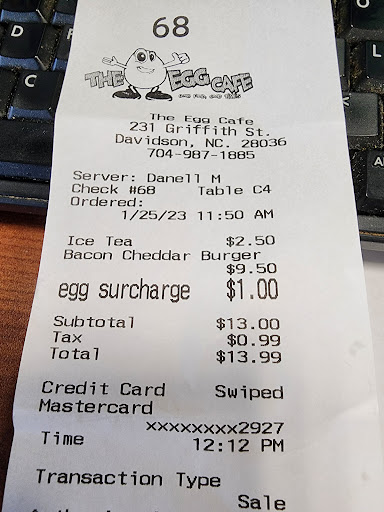 68
THE EGG CAFE
The Egg Cafe
231 Griffith St.
Davidson, NC. 28036
704-987-1885
Server: Danell M
Check #68 Table C4
Ordered:
1/25/23 11:50 AM
Ice Tea $2.50
Bacon Cheddar Burger
$9.50
egg surcharge $1.00
Subtotal $13.00
Tax $0.99
Total $13.99
Credit Card Swiped
Mastercard
xxxxxxxx2927
Time 12:12 PM
Transaction Type
Sale